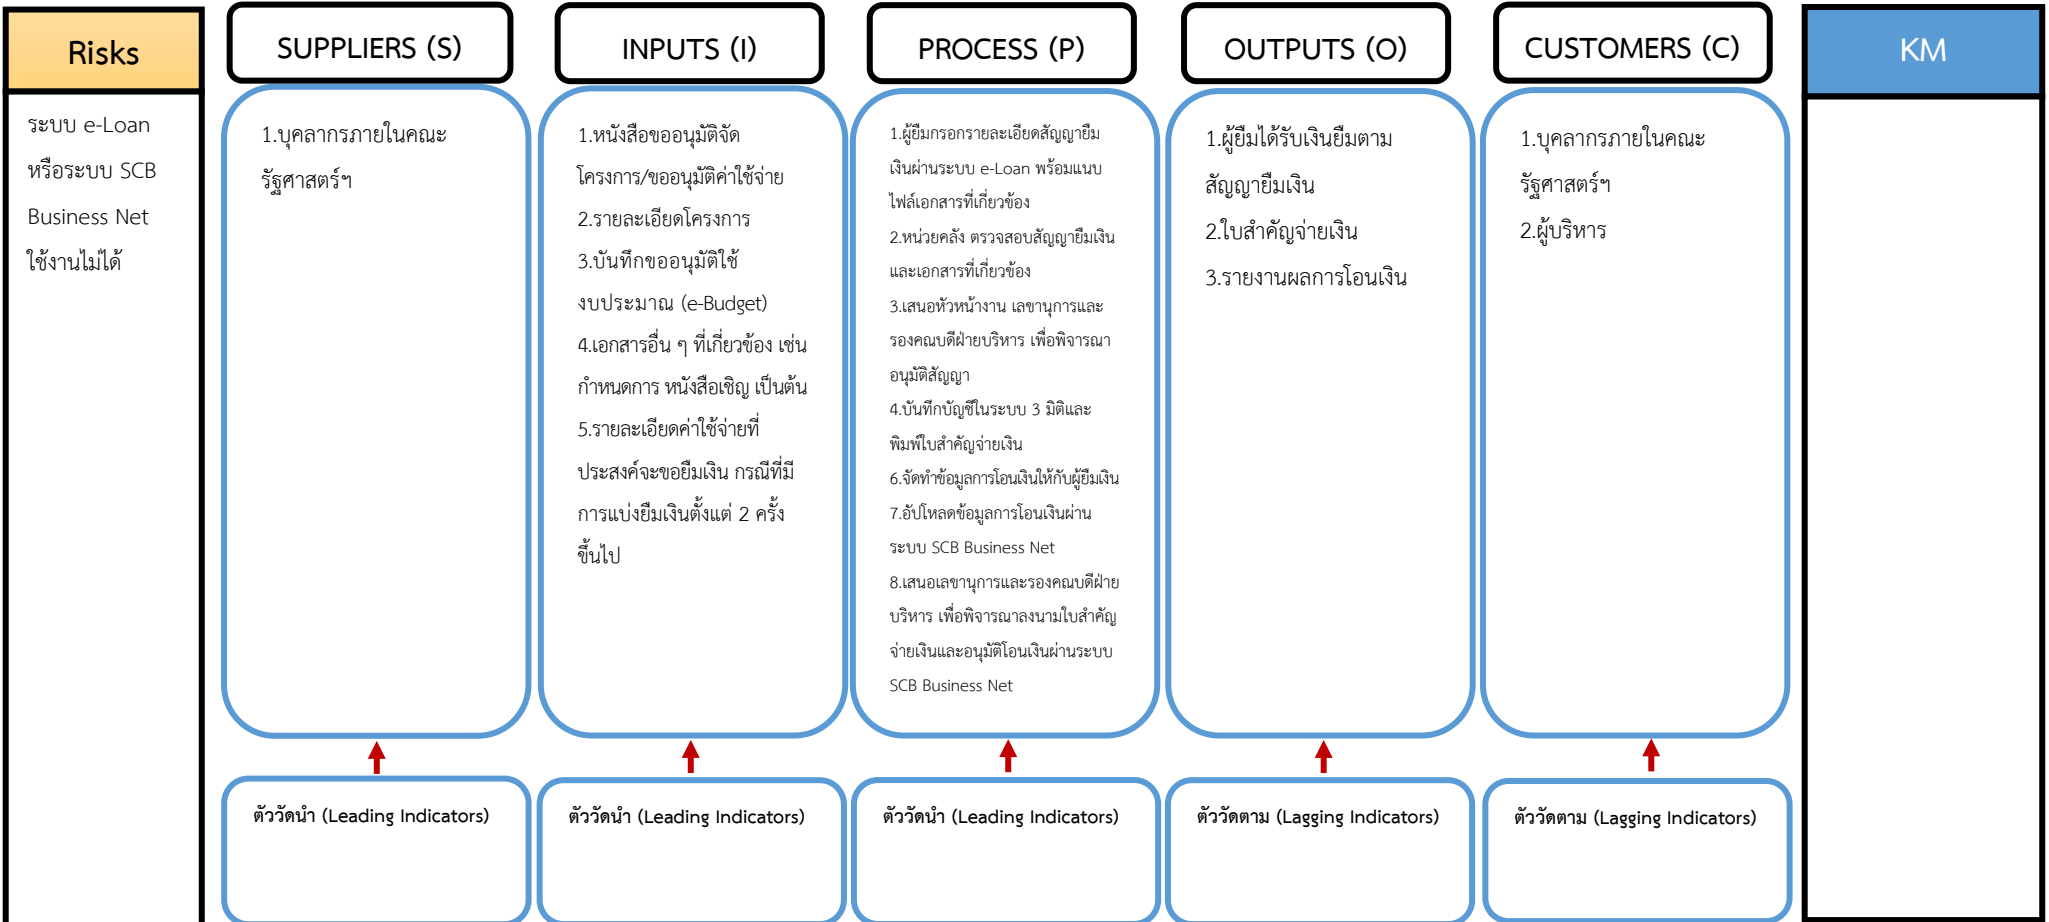 Risks
ระบบ e-Loan
หรือระบบ SCB
Business Net
ใช้งานไม่ได้
SUPPLIERS (S)
1.บุคลากรภายในคณะ
รัฐศาสตร์ฯ
ตัววัดนำ (Leading Indicators)
INPUTS (I)
1.หนังสือขออนุมัติจัด
โครงการ/ขออนุมัติค่าใช้จ่าย
2.รายละเอียดโครงการ
3.บันทึกขออนุมัติใช้
งบประมาณ (e-Budget)
4.เอกสารอื่น ๆ ที่เกี่ยวข้อง เช่น
กำหนดการ หนังสือเชิญ เป็นต้น
5.รายละเอียดค่าใช้จ่ายที่
ประสงค์จะขอยืมเงิน กรณีที่มี
การแบ่งยืมเงินตั้งแต่ 2 ครั้ง
ขึ้นไป
ตัววัดนำ (Leading Indicators)
PROCESS (P)
1.ผู้ยืมกรอกรายละเอียดสัญญายืม
เงินผ่านระบบ e-Loan พร้อมแนบ
ไฟล์เอกสารที่เกี่ยวข้อง
2.หน่วยคลัง ตรวจสอบสัญญายืมเงิน
และเอกสารที่เกี่ยวข้อง
3.เสนอหัวหน้างาน เลขานุการและ
รองคณบดีฝ่ายบริหาร เพื่อพิจารณา
อนุมัติสัญญา
4.บันทึกบัญชีในระบบ 3 มิติและ
พิมพ์ใบสำคัญจ่ายเงิน
6.จัดทำข้อมูลการโอนเงินให้กับผู้ยืมเงิน
7.อัปโหลดข้อมูลการโอนเงินผ่าน
ระบบ SCB Business Net
8.เสนอเลขานุการและรองคณบดีฝ่าย
บริหาร เพื่อพิจารณาลงนามใบสำคัญ
จ่ายเงินและอนุมัติโอนเงินผ่านระบบ
SCB Business Net
ตัววัดนำ (Leading Indicators)
OUTPUTS (O)
1.ผู้ยืมได้รับเงินยืมตาม
สัญญายืมเงิน
2.ใบสำคัญจ่ายเงิน
3.รายงานผลการโอนเงิน
ตัววัดตาม (Lagging Indicators)
CUSTOMERS (C)
1.บุคลากรภายในคณะ
รัฐศาสตร์ฯ
2.ผู้บริหาร
ตัววัดตาม (Lagging Indicators)
KM